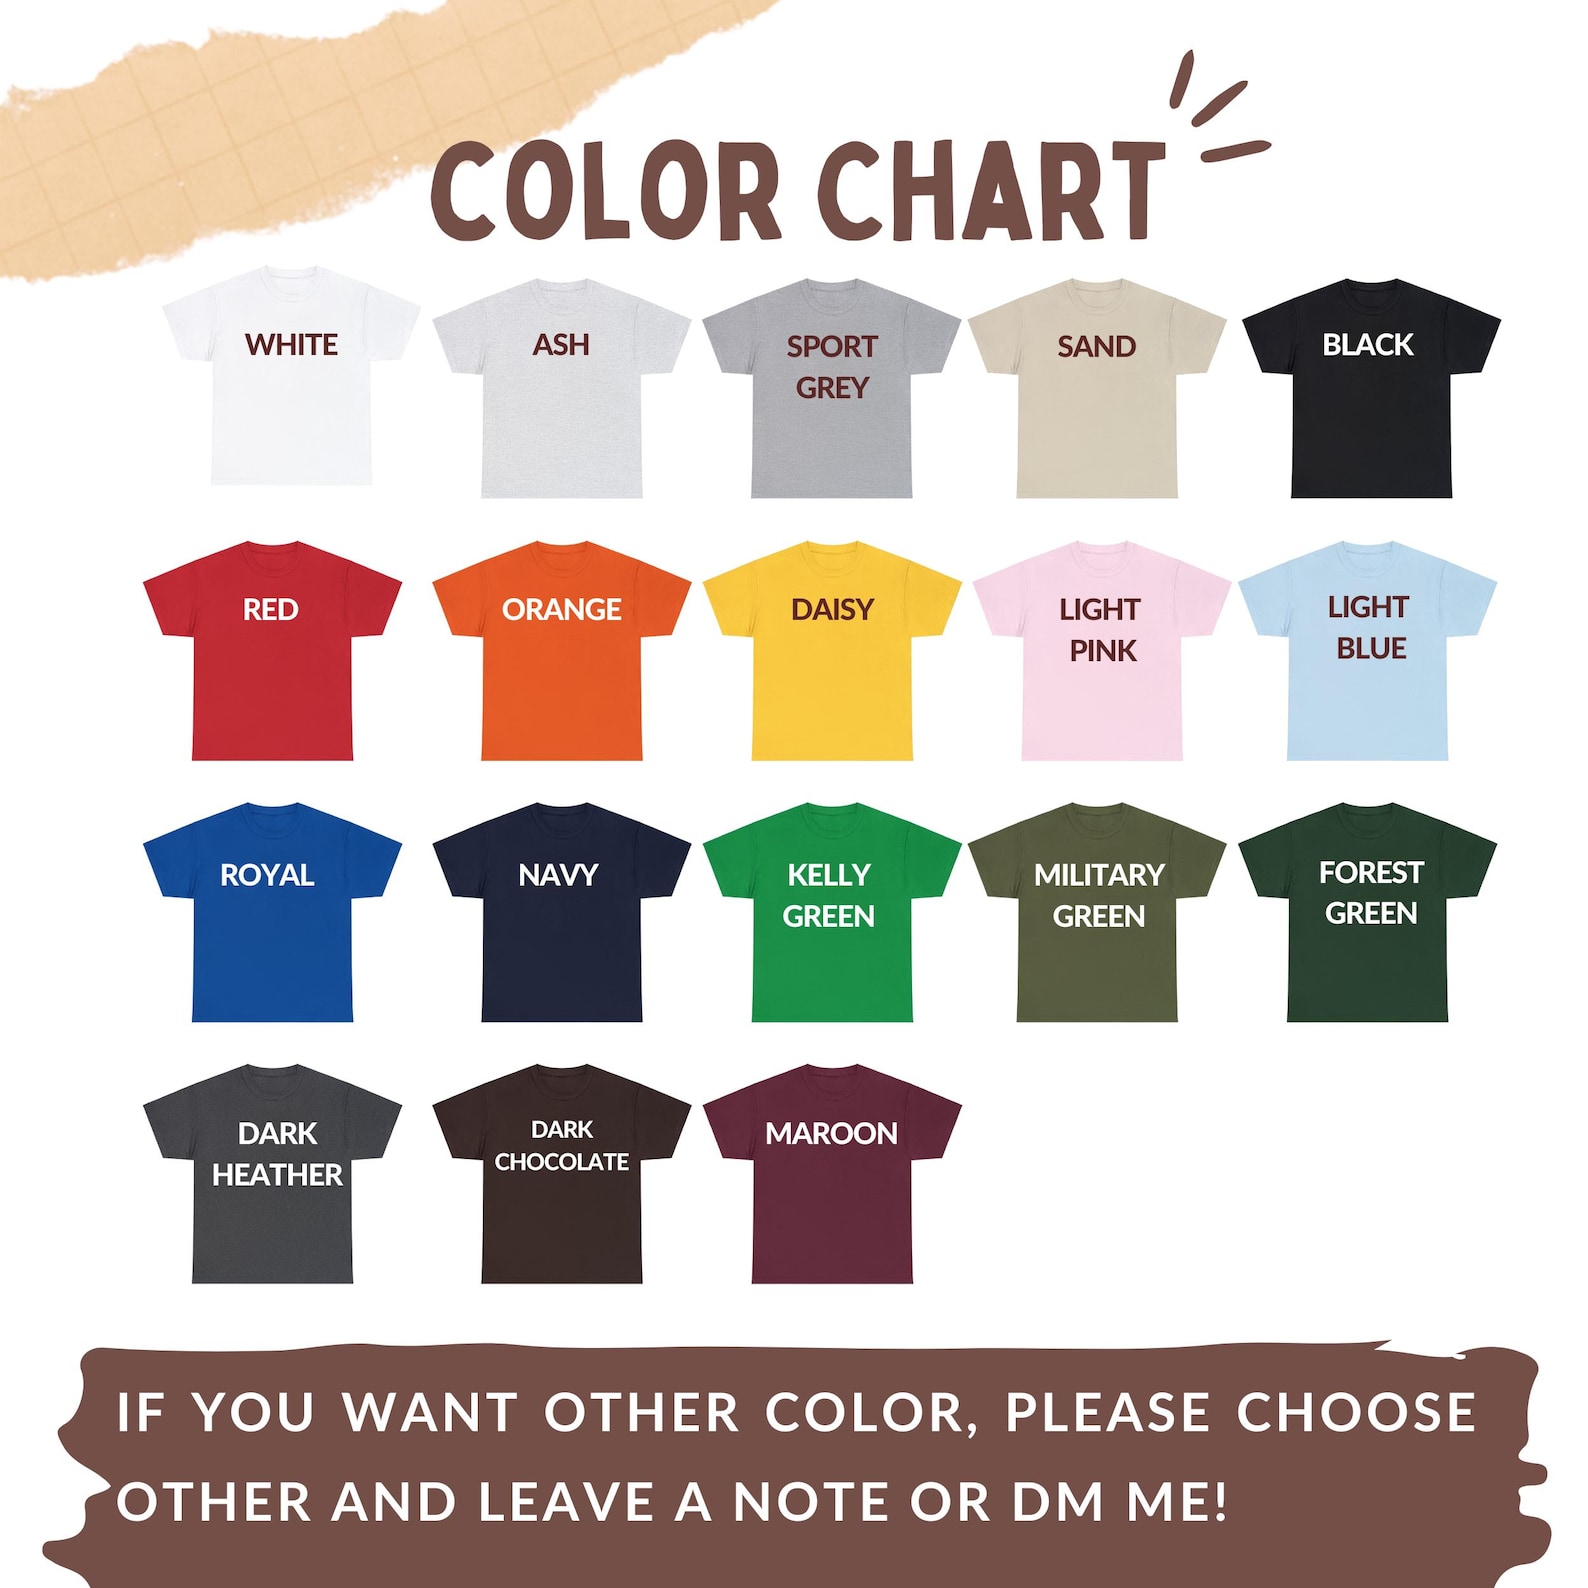 COLOR CHART
WHITE
ASH
SPORT
GREY
SAND
BLACK
RED
ORANGE
DAISY
LIGHT
PINK
LIGHT
BLUE
ROYAL
NAVY
KELLY
GREEN
MILITARY
GREEN
FOREST
GREEN
DARK
HEATHER
DARK
CHOCOLATE
MAROON
IF YOU WANT OTHER COLOR, PLEASE CHOOSE
OTHER AND LEAVE A NOTE OR DM ME!